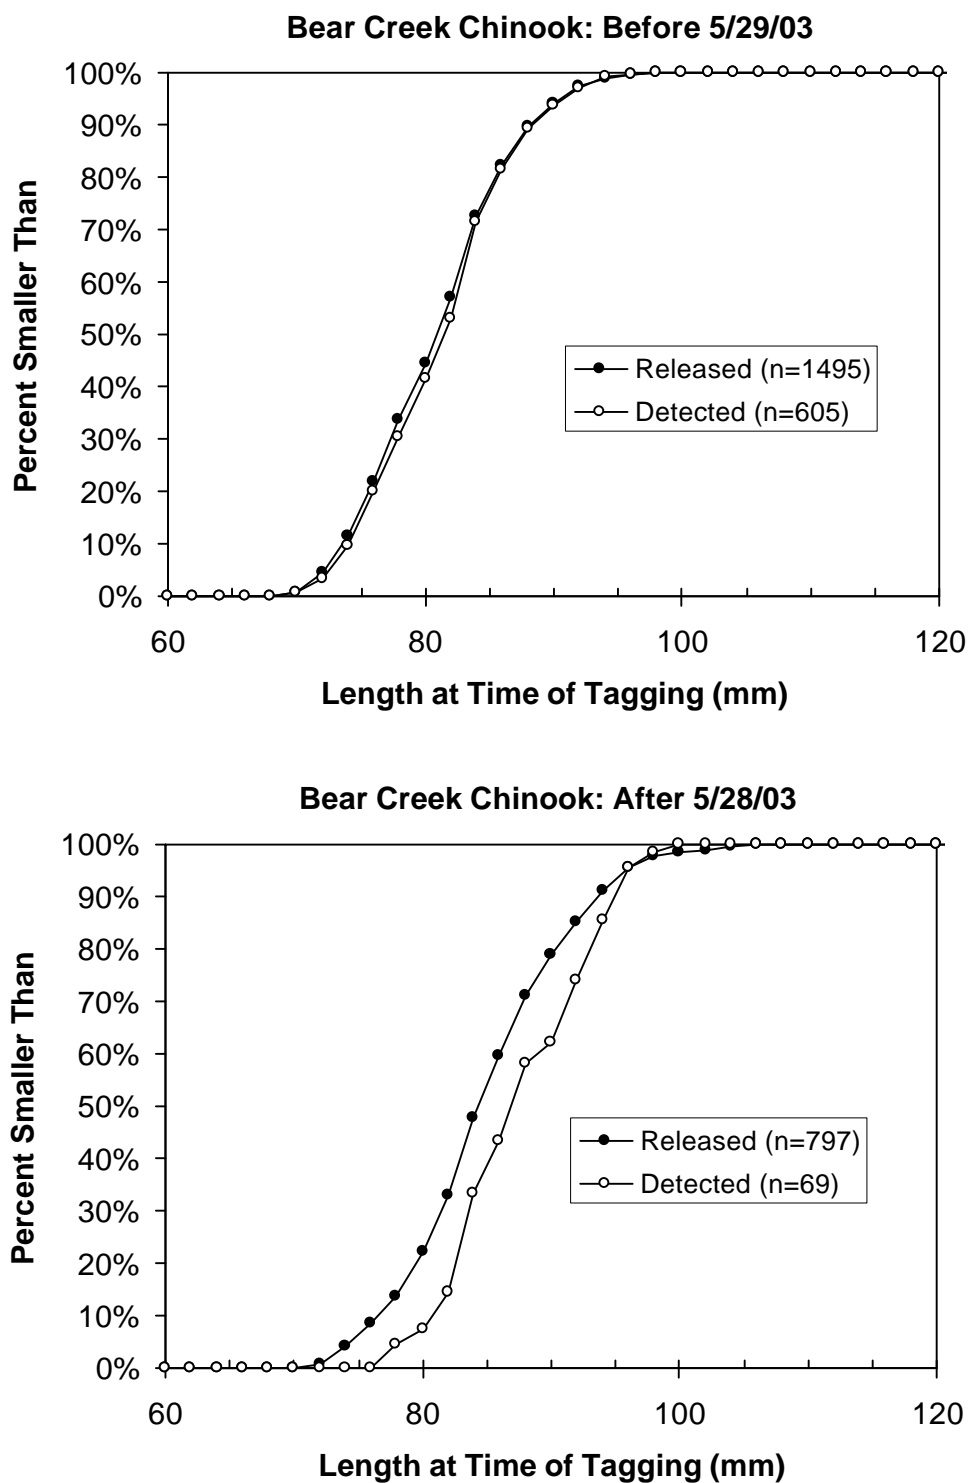 Bear Creek Chinook: Before 5/29/03
100%
90%
80%
70%
60%
50%
40%
30%
20%
10%
0%
Percent Smaller Than
Released (n=1495)
Detected (n=605)
60 80 100 120
Length at Time of Tagging (mm)
Bear Creek Chinook: After 5/28/03
100%
90%
80%
70%
60%
50%
40%
30%
20%
10%
0%
Percent Smaller Than
Released (n=797)
Detected (n=69)
60 80 100 120
Length at Time of Tagging (mm)